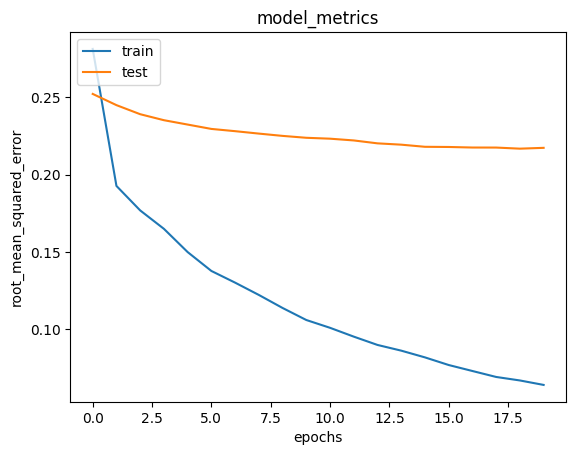 model_metrics
train
test
root_mean_squared_error
0.25
0.20
0.15
0.10
0.0 2.5 5.0 7.5 10.0 12.5 15.0 17.5
epochs